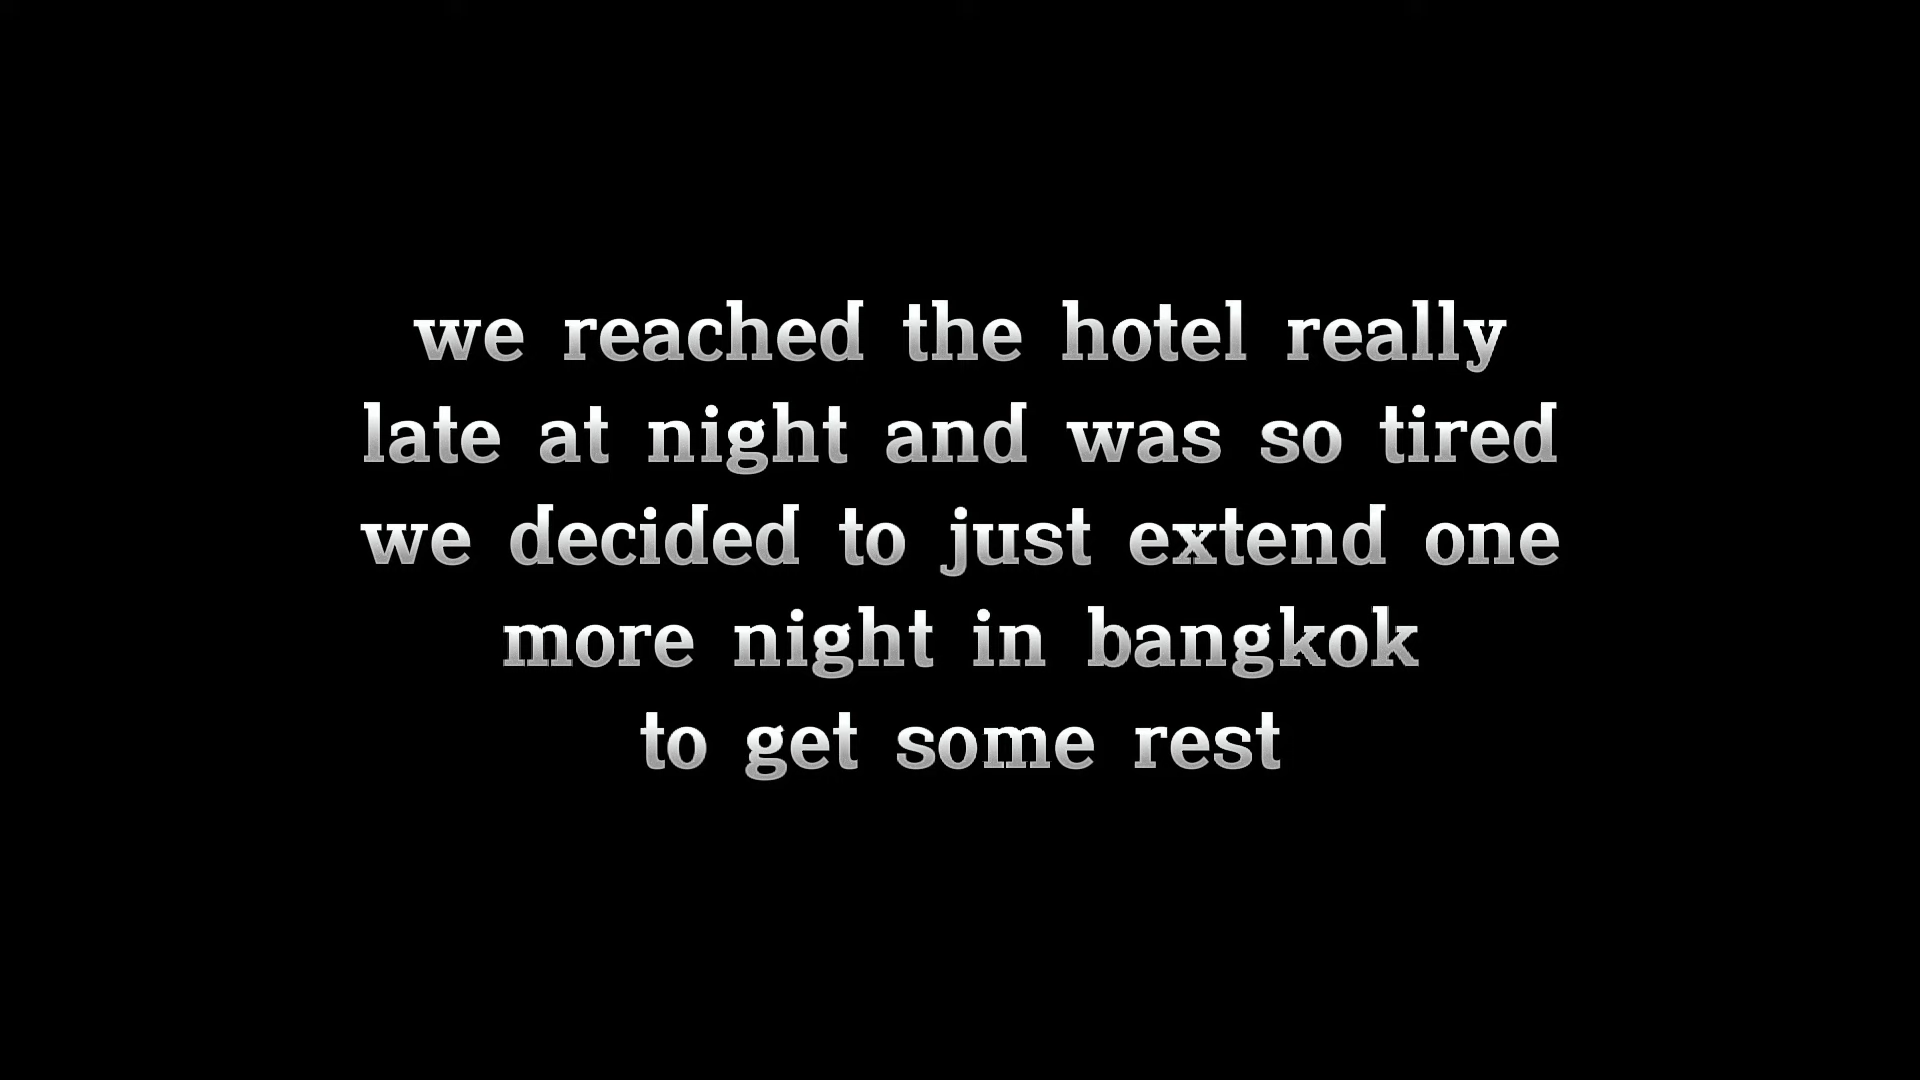 we reached the hotel really
late at night and was so tired
we decided to just extend one
more night in bangkok
to get some rest